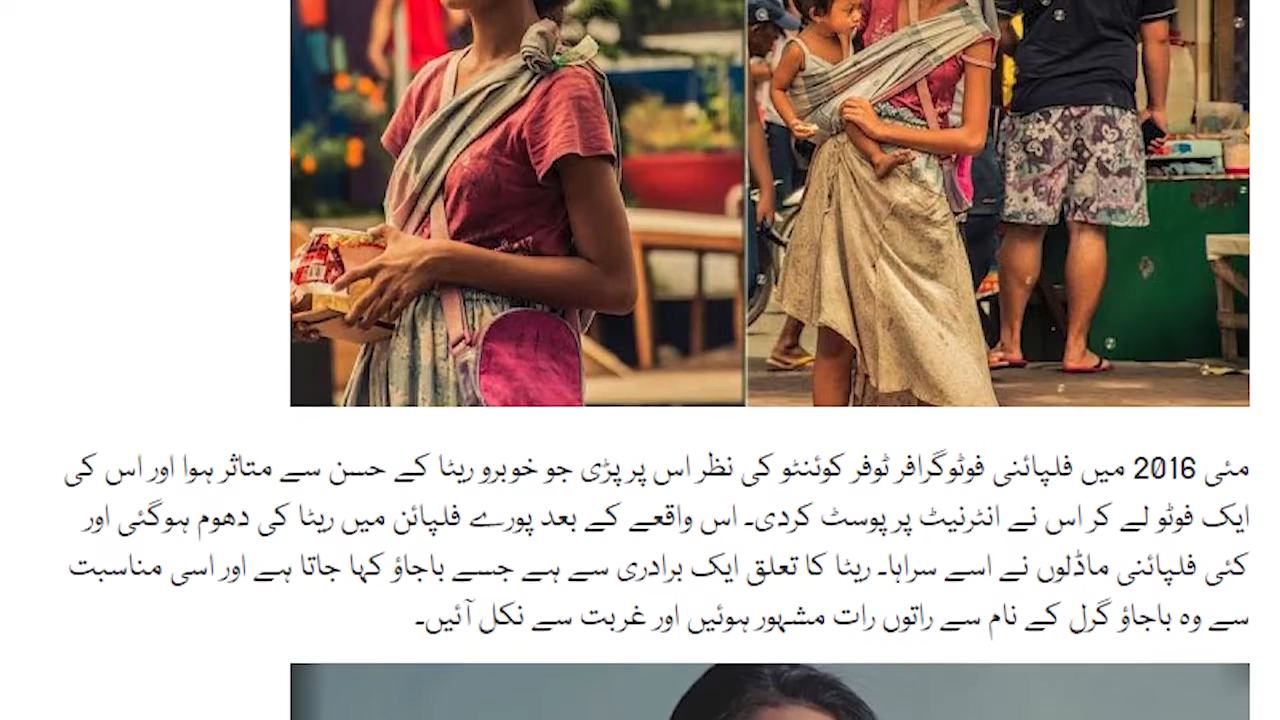 مئی 2016 میں فلپائنی فوٹوگرافر ٹوفر کوئنٹو کی نظر اس پر پڑی جو خوبرو ریٹا کے حسن سے متاثر ہوا اور اس کی
ایک فوٹو لے کر اس نے انٹرنیٹ پر پوسٹ کردی۔ اس واقعے کے بعد پورے فلپائن میں ریٹا کی دھوم ہوگئی اور
کئی فلپائنی ماڈلوں نے اسے سراہا۔ ریٹا کا تعلق ایک برادری سے ہے جسے باجاؤ کہا جاتا ہے اور اسی مناسبت
سے وہ باجاؤ گرل کے نام سے راتوں رات مشہور ہوئیں اور غربت سے نکل آئیں۔